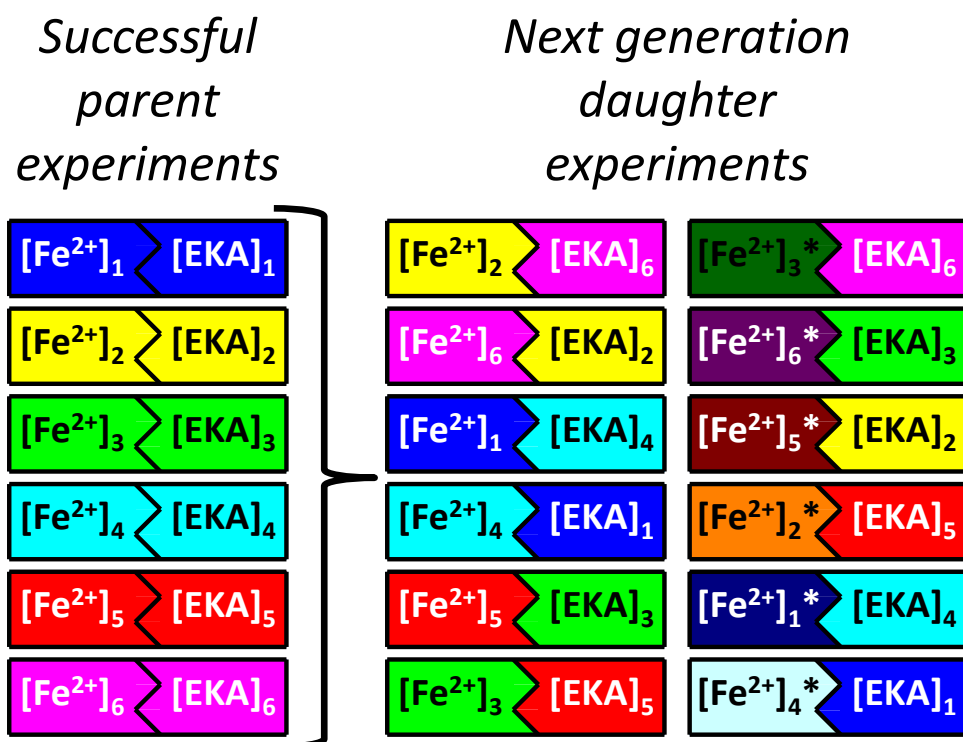 Successful
parent
experiments
Next generation
daughter
experiments
[Fe²⁺]₁ [EKA]₁
[Fe²⁺]₂ [EKA]₂
[Fe²⁺]₃ [EKA]₃
[Fe²⁺]₄ [EKA]₄
[Fe²⁺]₅ [EKA]₅
[Fe²⁺]₆ [EKA]₆
[Fe²⁺]₂ [EKA]₆
[Fe²⁺]₆ [EKA]₂
[Fe²⁺]₁ [EKA]₄
[Fe²⁺]₄ [EKA]₁
[Fe²⁺]₅ [EKA]₃
[Fe²⁺]₃ [EKA]₅
[Fe²⁺]₃* [EKA]₆
[Fe²⁺]₆* [EKA]₃
[Fe²⁺]₅* [EKA]₂
[Fe²⁺]₂* [EKA]₅
[Fe²⁺]₁* [EKA]₄
[Fe²⁺]₄* [EKA]₁